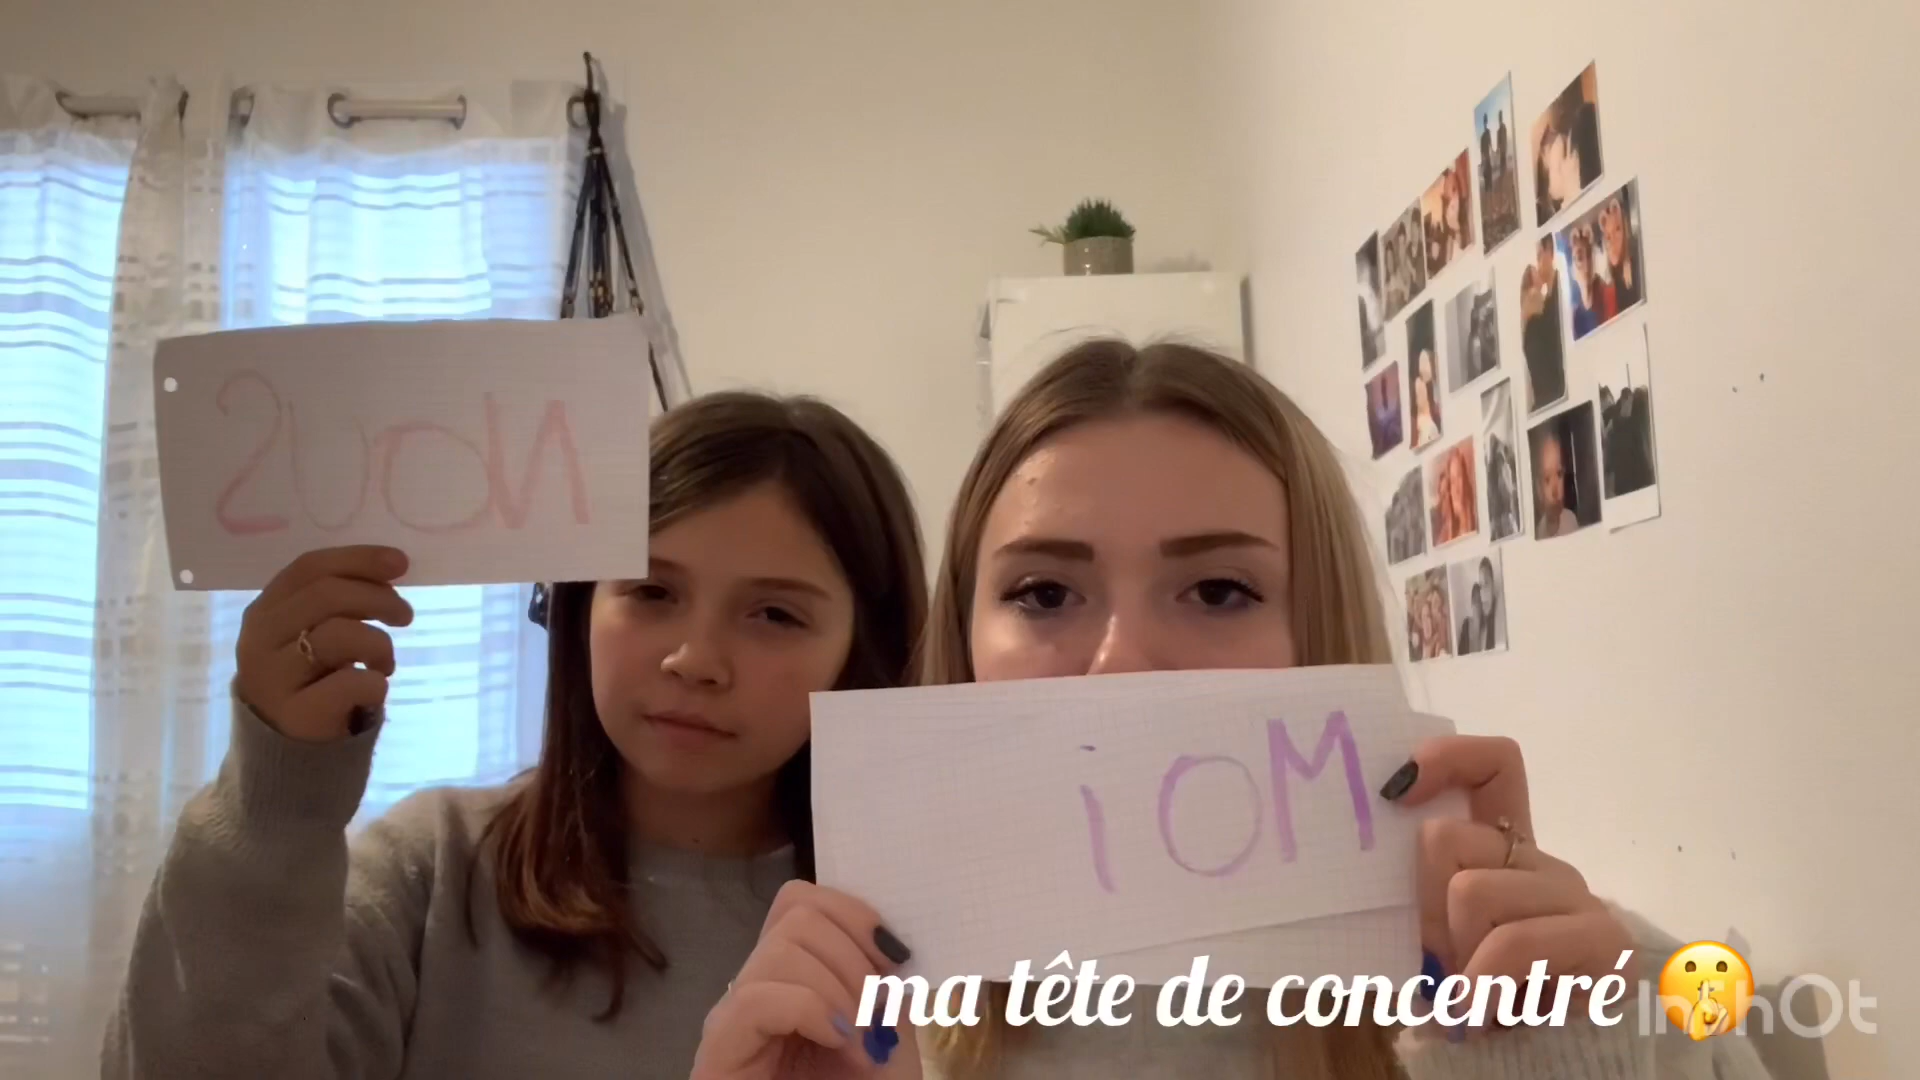 Nous
Moi
ma tête de concentré 🤫
InShOt